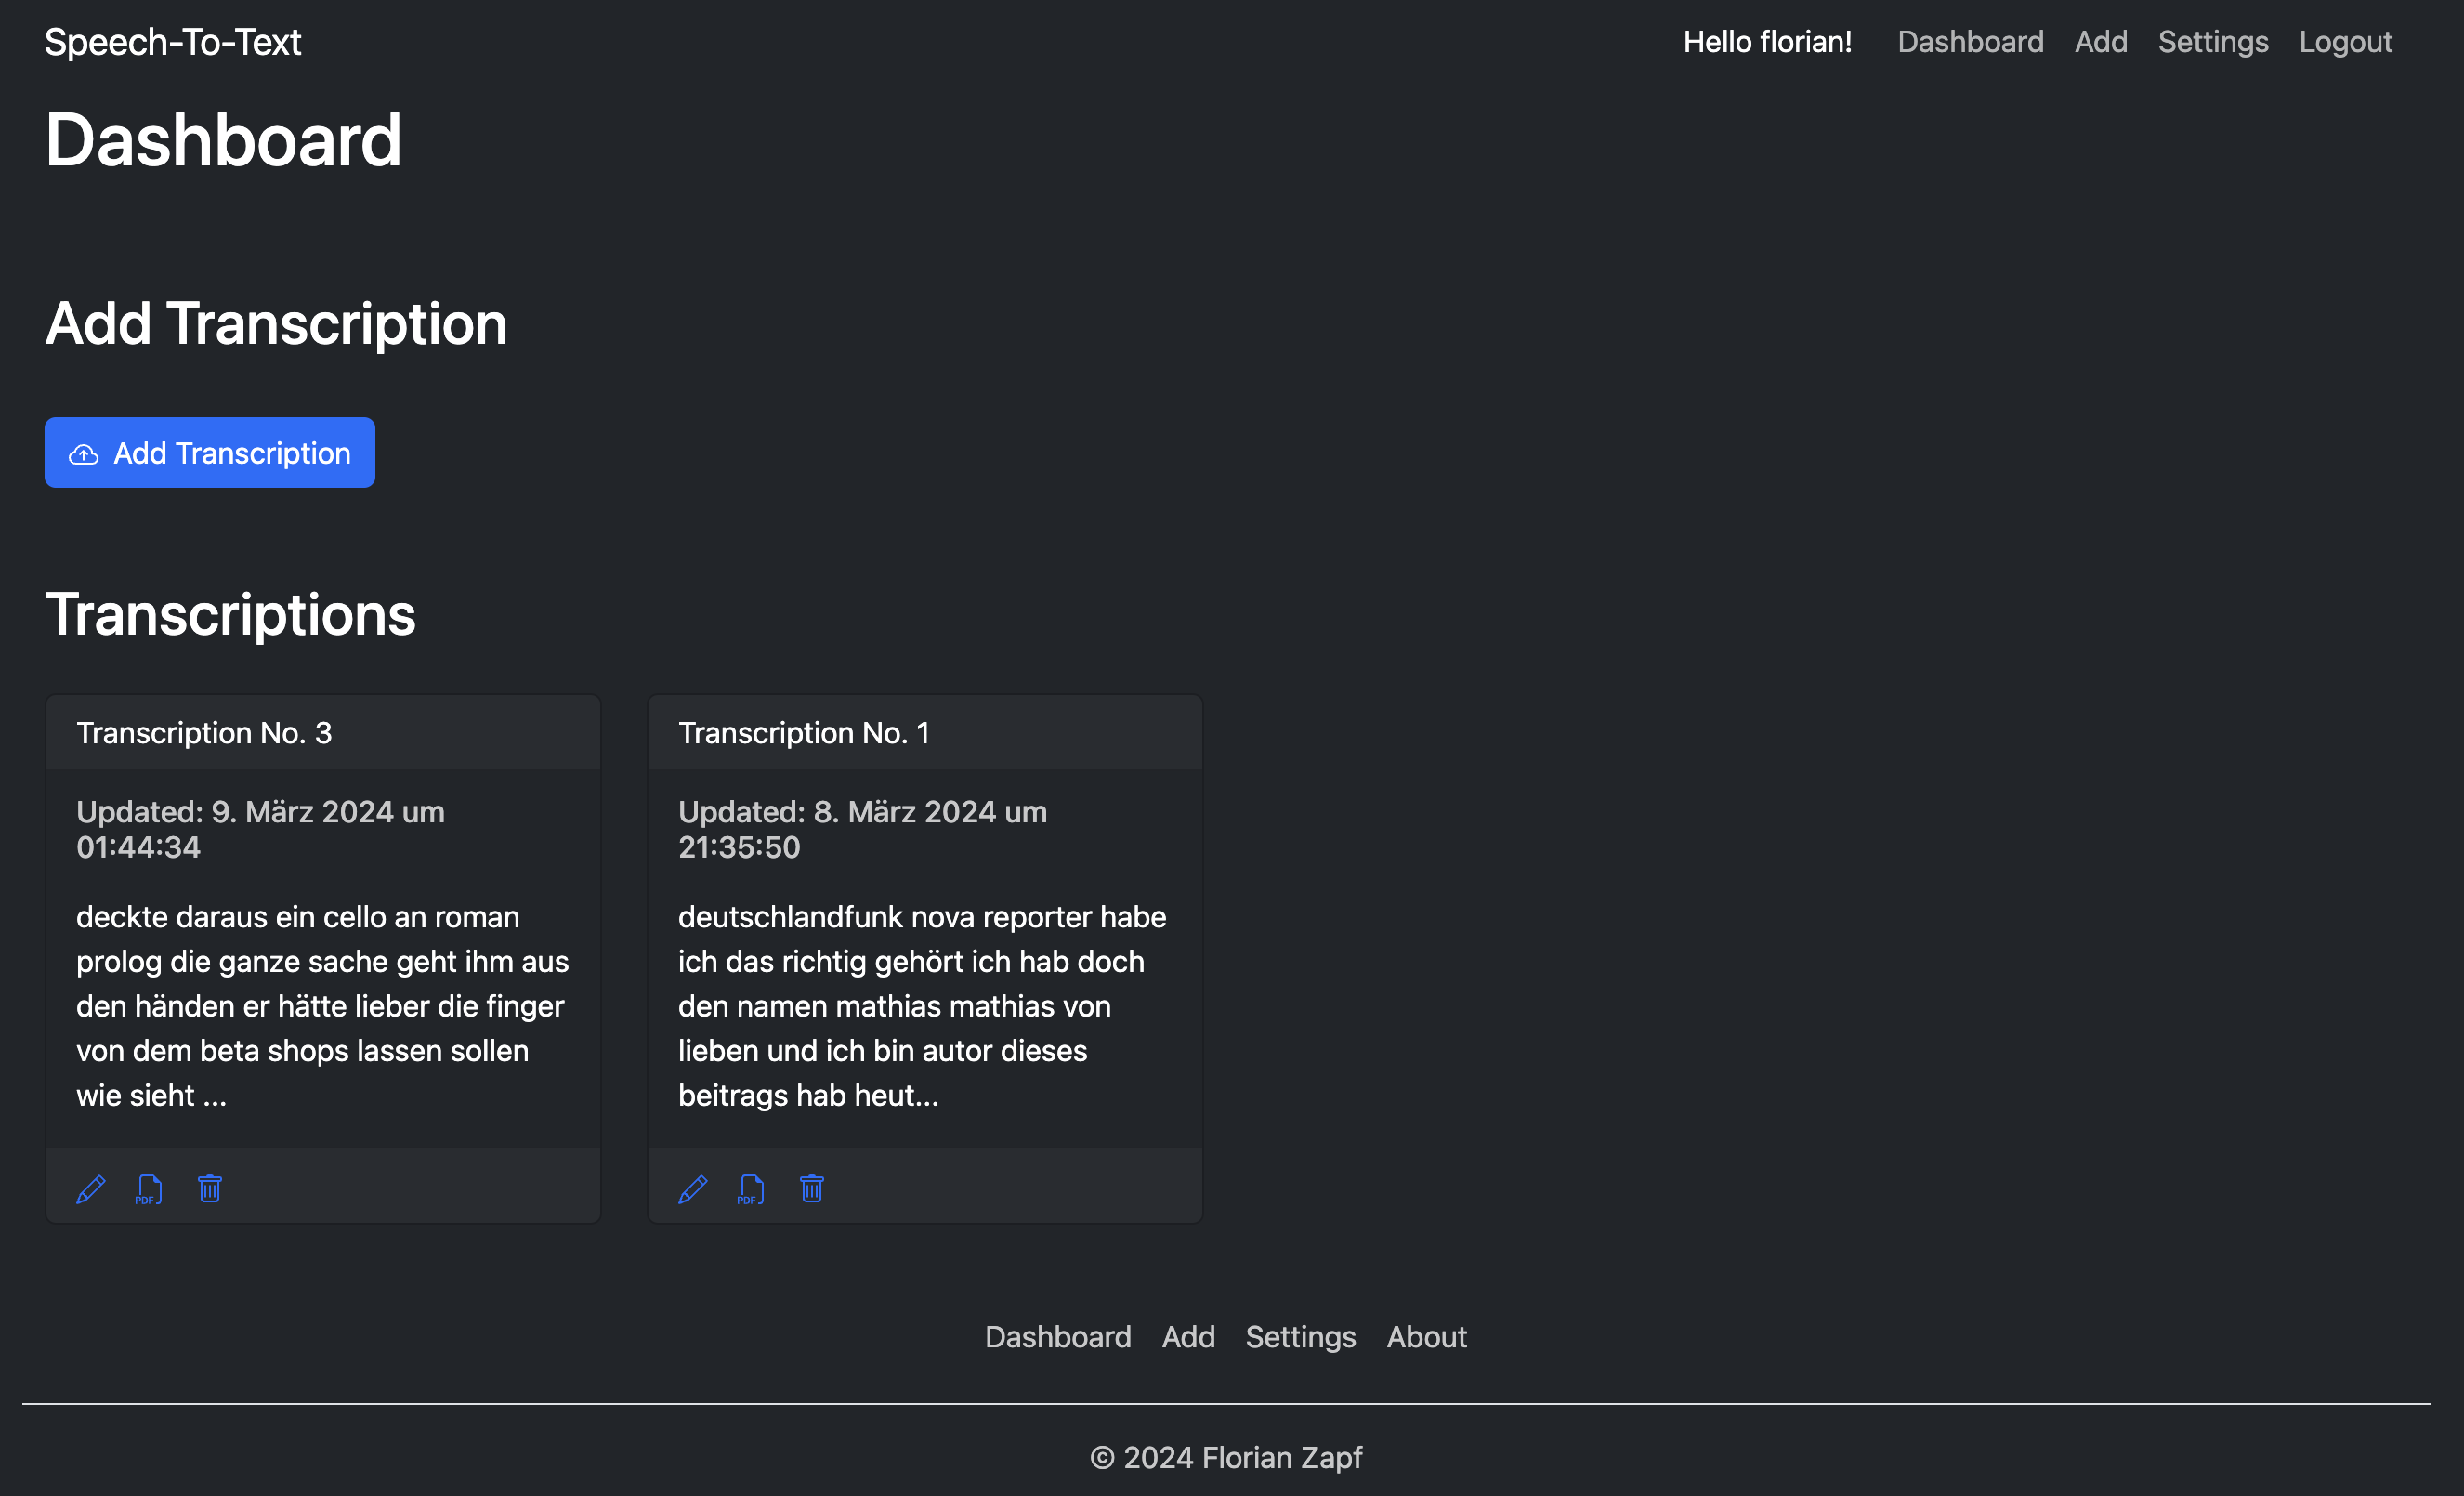 Speech-To-Text
Hello florian! Dashboard Add Settings Logout
Dashboard
Add Transcription
Add Transcription
Transcriptions
Transcription No. 3
Updated: 9. März 2024 um
01:44:34
deckte daraus ein cello an roman
prolog die ganze sache geht ihm aus
den händen er hätte lieber die finger
von dem beta shops lassen sollen
wie sieht ...
PDF
Transcription No. 1
Updated: 8. März 2024 um
21:35:50
deutschlandfunk nova reporter habe
ich das richtig gehört ich hab doch
den namen mathias mathias von
lieben und ich bin autor dieses
beitrags hab heut...
PDF
Dashboard Add Settings About
© 2024 Florian Zapf